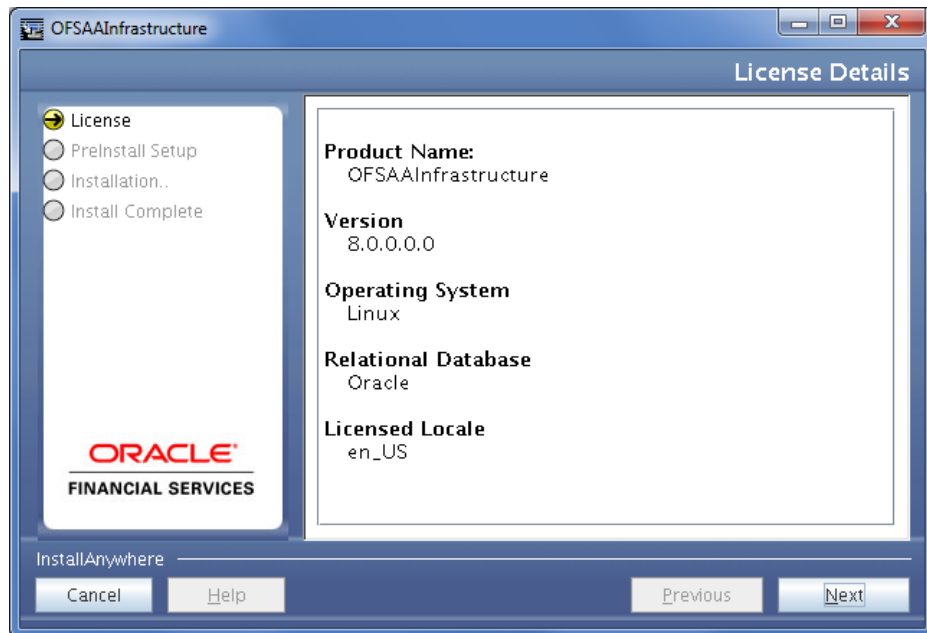 OFSAAInfrastructure
License Details
License
PreInstall Setup
Installation..
Install Complete
Product Name:
OFSAAInfrastructure
Version
8.0.0.0.0
Operating System
Linux
Relational Database
Oracle
Licensed Locale
en_US
ORACLE
FINANCIAL SERVICES
InstallAnywhere
Cancel
Help
Previous
Next